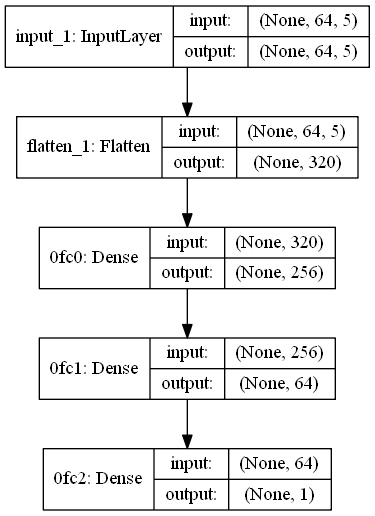 input_1: InputLayer
input: (None, 64, 5)
output: (None, 64, 5)
flatten_1: Flatten
input: (None, 64, 5)
output: (None, 320)
0fc0: Dense
input: (None, 320)
output: (None, 256)
0fc1: Dense
input: (None, 256)
output: (None, 64)
0fc2: Dense
input: (None, 64)
output: (None, 1)